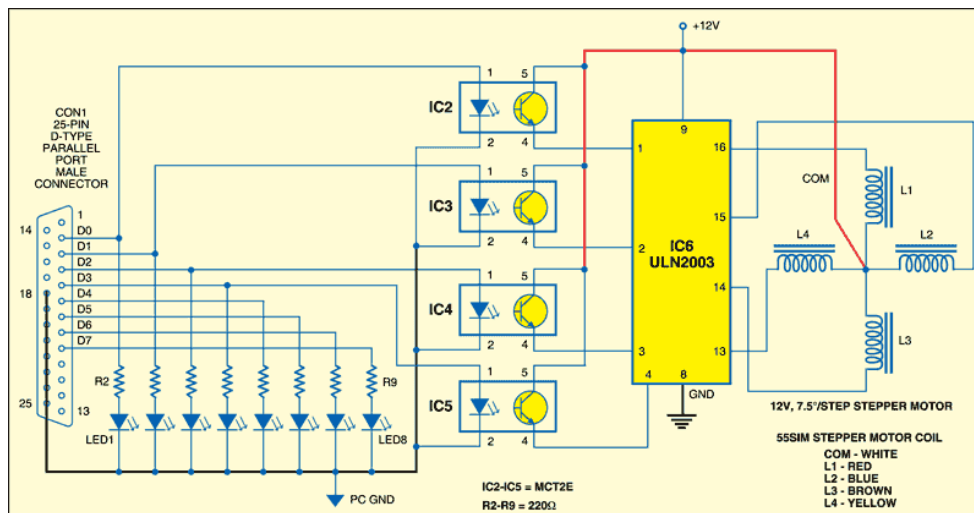 +12V
CON1
25-PIN
D-TYPE
PARALLEL
PORT
MALE
CONNECTOR
14
1
D0
D1
D2
D3
18
D4
D5
D6
D7
25
13
R2
R9
LED1
LED8
PC GND
IC2
1
5
2
4
IC3
1
5
2
4
IC4
1
5
2
4
IC5
1
5
2
4
IC2-IC5 = MCT2E
R2-R9 = 220Ω
9
1
16
15
2
IC6
ULN2003
14
3
13
4
8
GND
COM
L1
L4
L2
L3
12V, 7.5°/STEP STEPPER MOTOR
55SIM STEPPER MOTOR COIL
COM - WHITE
L1 - RED
L2 - BLUE
L3 - BROWN
L4 - YELLOW